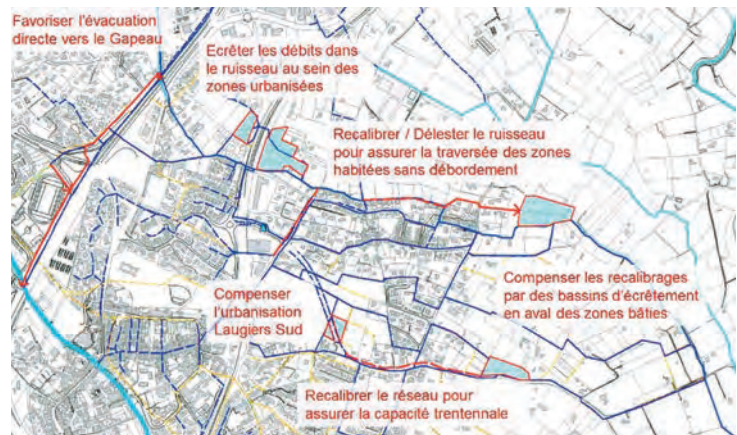 Favoriser l'évacuation
directe vers le Gapeau
Ecrêter les débits dans
le ruisseau au sein des
zones urbanisées
Recalibrer / Délester le ruisseau
pour assurer la traversée des zones
habitées sans débordement
Compenser
l'urbanisation
Laugiers Sud
Compenser les recalibrages
par des bassins d'écrêtement
en aval des zones bâties
Recalibrer le réseau pour
assurer la capacité trentennale